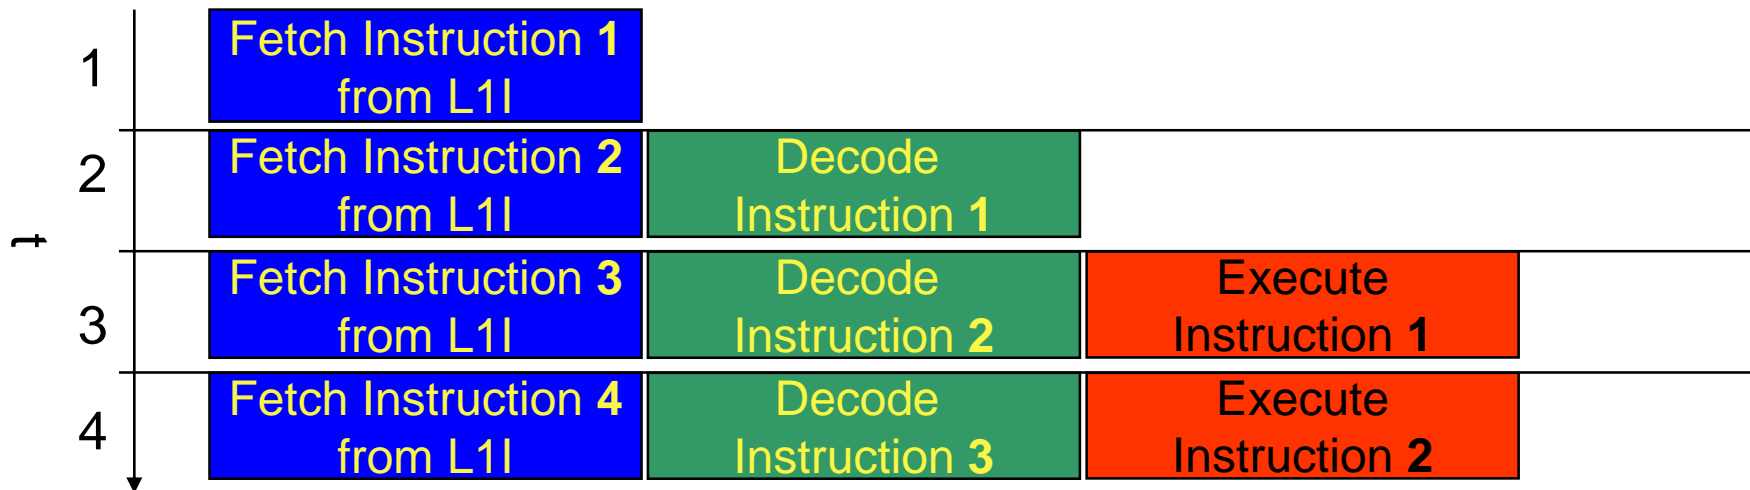 1
Fetch Instruction 1
from L1I
2
Fetch Instruction 2
from L1I
Decode
Instruction 1
t
3
Fetch Instruction 3
from L1I
Decode
Instruction 2
Execute
Instruction 1
4
Fetch Instruction 4
from L1I
Decode
Instruction 3
Execute
Instruction 2